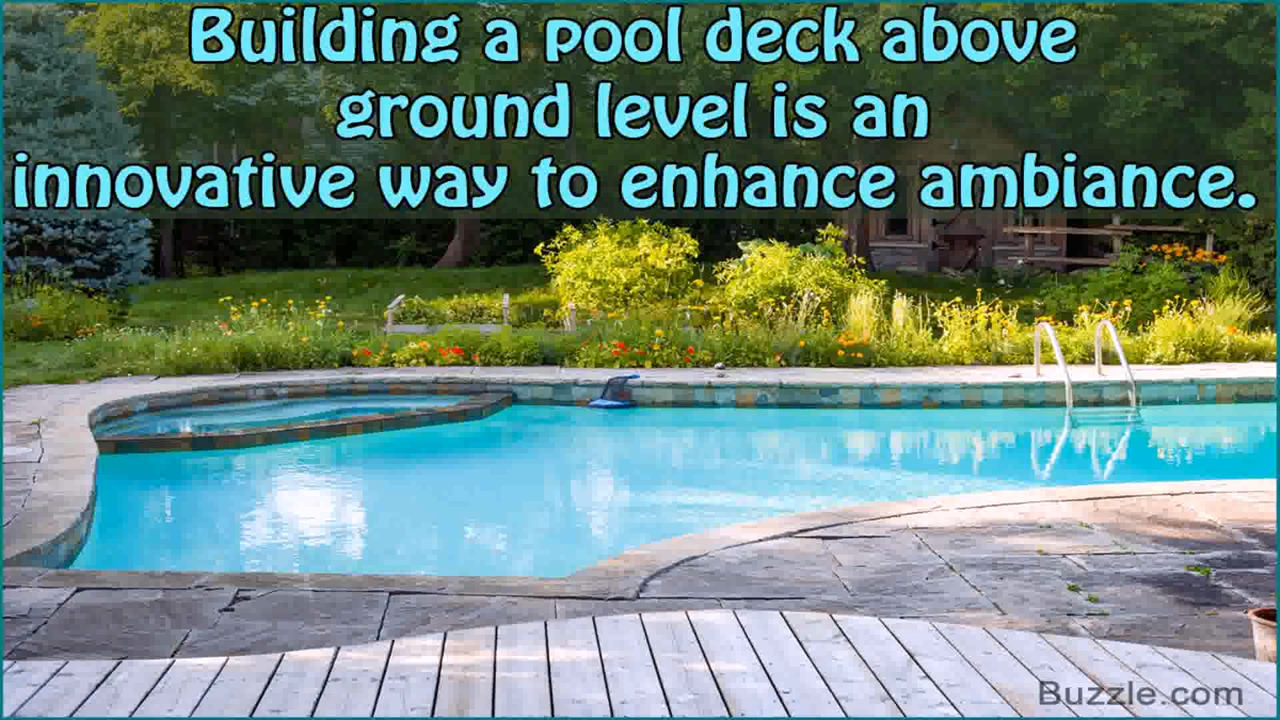 Building a pool deck above
ground level is an
innovative way to enhance ambiance.
Buzzle.com